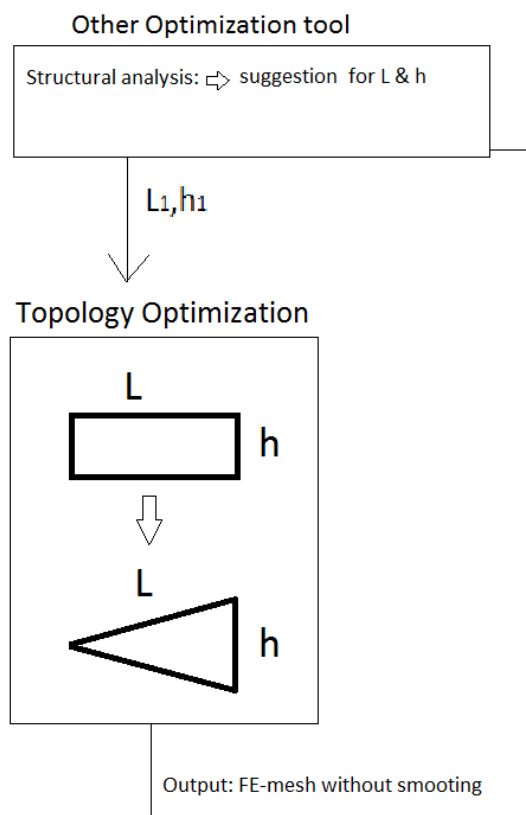 Other Optimization tool
Structural analysis: ⇨ suggestion for L & h
L1,h1
Topology Optimization
L
h
L
h
Output: FE-mesh without smooting